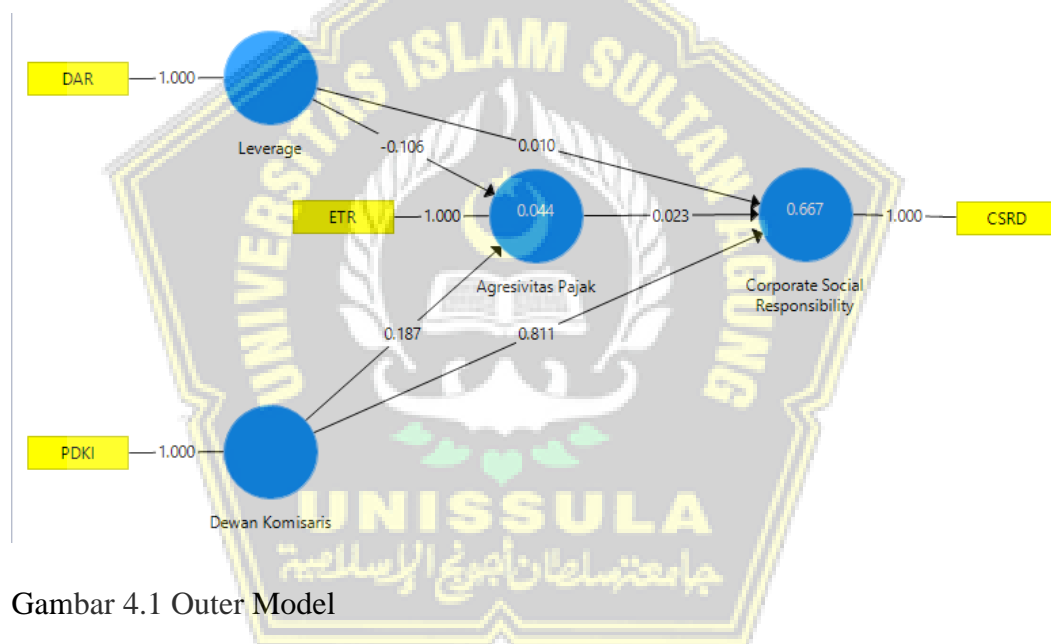 UNIVERSITAS ISLAM SULTAN AGUNG
DAR
1.000
Leverage
-0.106
0.010
ETR
1.000
0.044
Agresivitas Pajak
0.023
0.667
Corporate Social
Responsibility
1.000
CSRD
0.187
0.811
PDKI
1.000
Dewan Komisaris
UNISSULA
جامعتنسلطان أجونج الإسلامية
Gambar 4.1 Outer Model